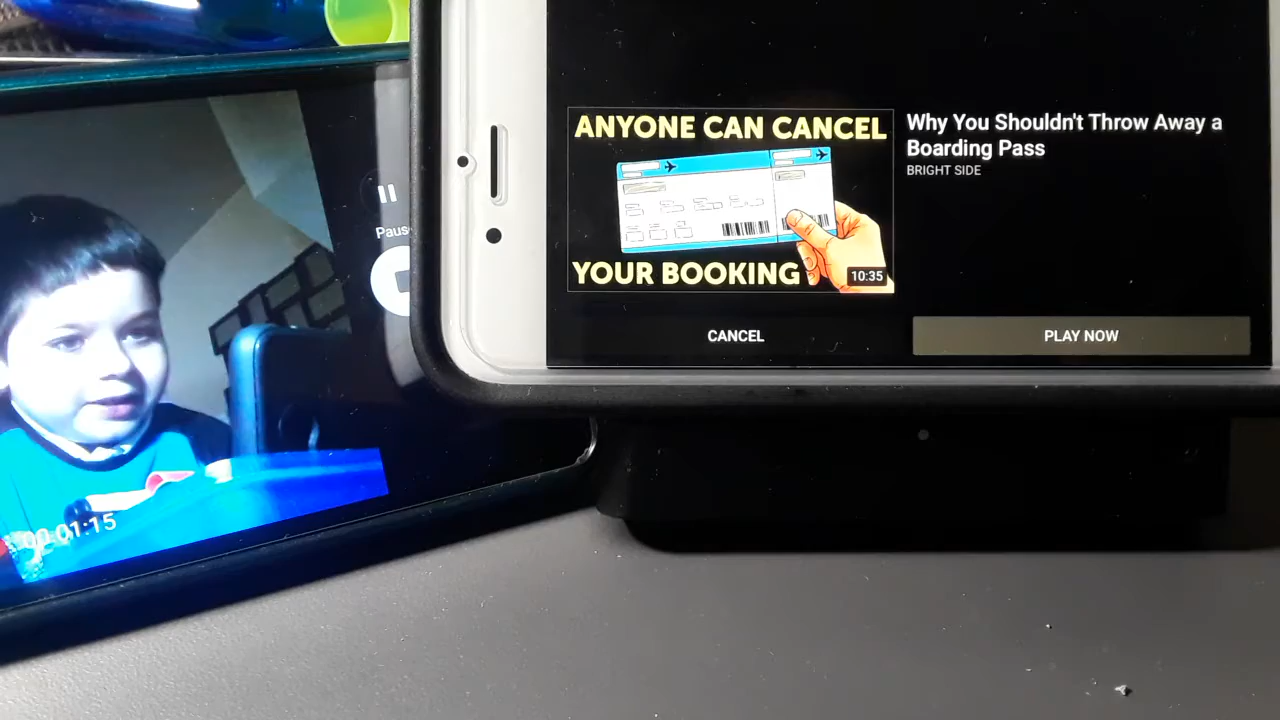 ANYONE CAN CANCEL
YOUR BOOKING
10:35
Why You Shouldn't Throw Away a
Boarding Pass
BRIGHT SIDE
CANCEL
PLAY NOW
Paus
00:01:15